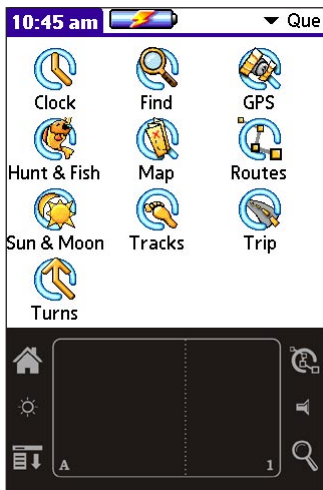 10:45 am Que
Clock Find GPS
Hunt & Fish Map Routes
Sun & Moon Tracks Trip
Turns
A 1